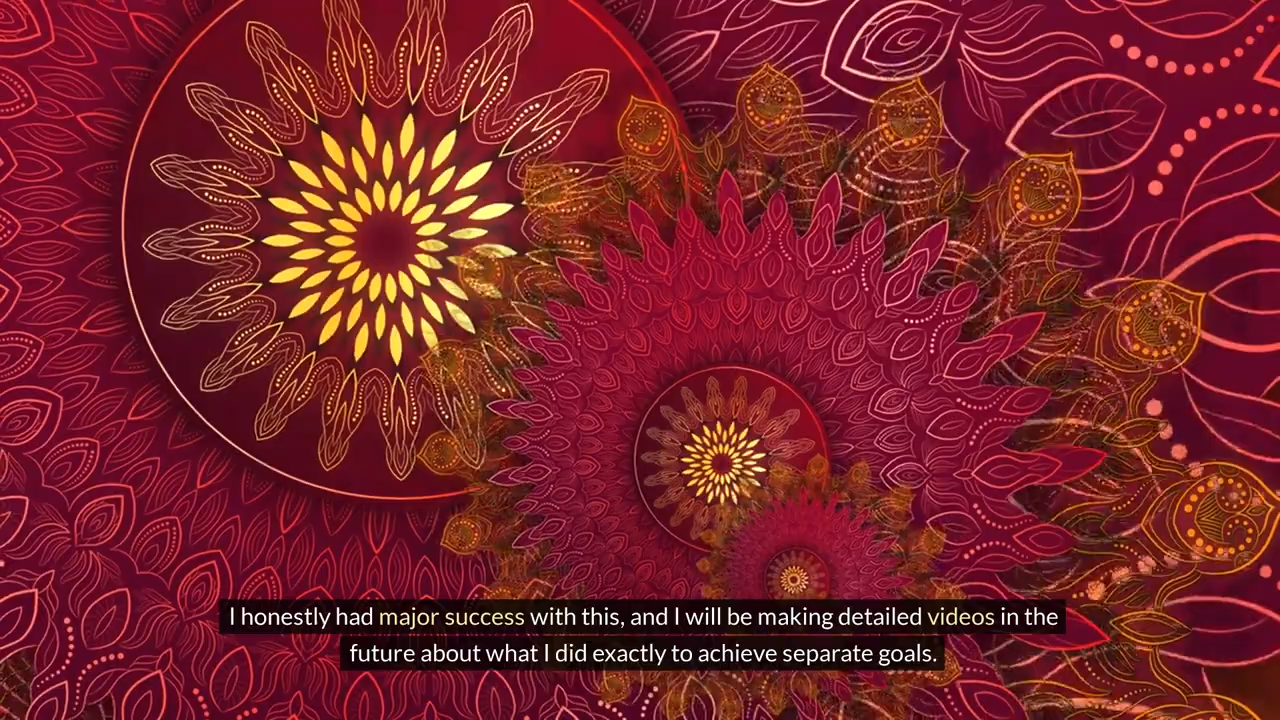 I honestly had major success with this, and I will be making detailed videos in the
future about what I did exactly to achieve separate goals.